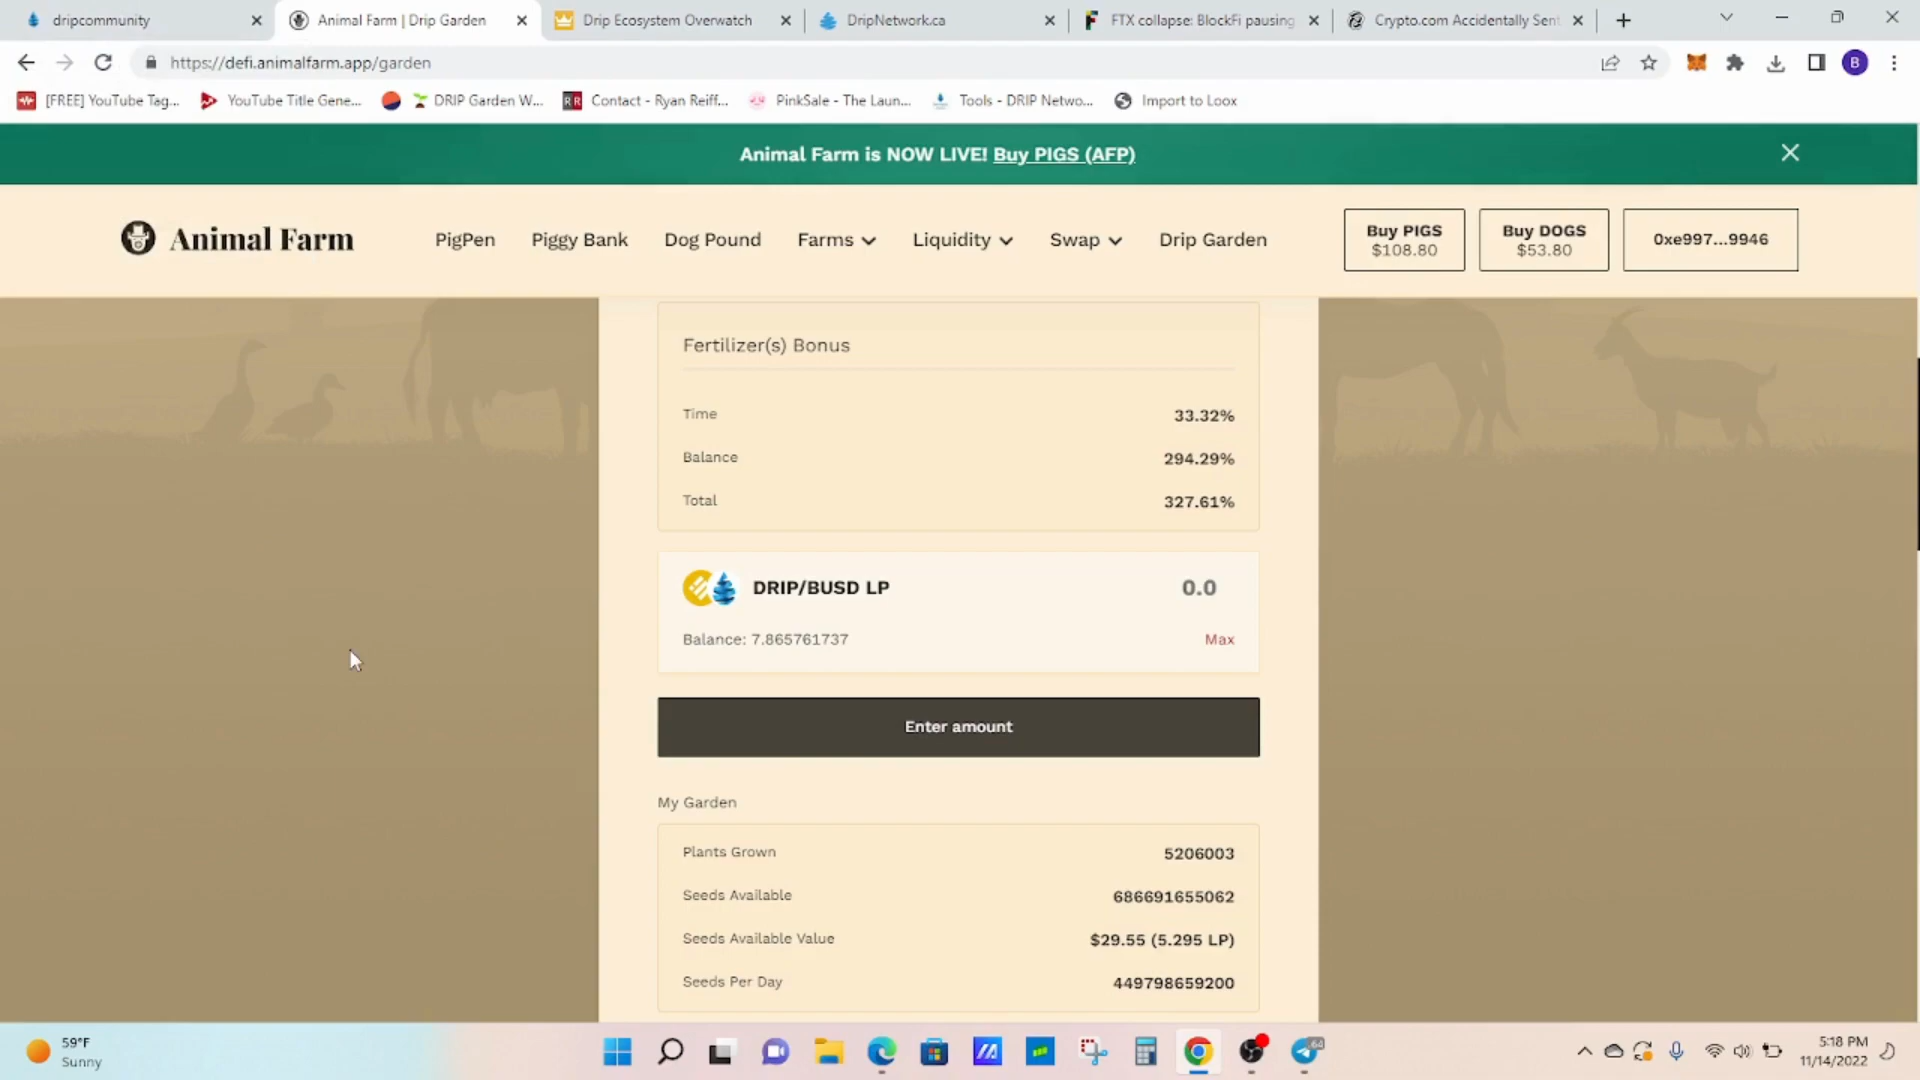 dripcommunity
Animal Farm | Drip Garden
Drip Ecosystem Overwatch
DripNetwork.ca
FTX collapse: BlockFi pausing
Crypto.com Accidentally Sent
https://defi.animalfarm.app/garden
B
[FREE] YouTube Tag...
YouTube Title Gene...
DRIP Garden W...
RR
Contact - Ryan Reiff...
PinkSale - The Laun...
Tools - DRIP Netwo...
Import to Loox
Animal Farm is NOW LIVE! Buy PIGS (AFP)
Animal Farm
PigPen
Piggy Bank
Dog Pound
Farms
Liquidity
Swap
Drip Garden
Buy PIGS
$108.80
Buy DOGS
$53.80
0xe997...9946
Fertilizer(s) Bonus
Time 33.32%
Balance 294.29%
Total 327.61%
DRIP/BUSD LP 0.0
Balance: 7.865761737 Max
Enter amount
My Garden
Plants Grown 5206003
Seeds Available 686691655062
Seeds Available Value $29.55 (5.295 LP)
Seeds Per Day 449798659200
59°F
Sunny
64
5:18 PM
11/14/2022